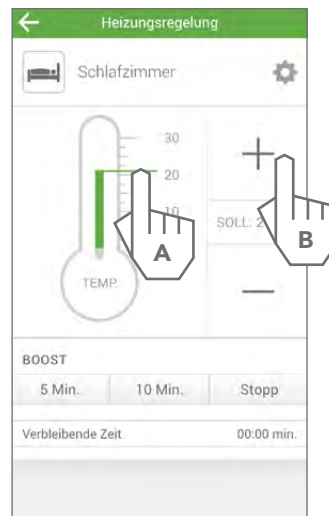 Heizungsregelung
Schlafzimmer
30
20
10
A
SOLL: 2
B
TEMP.
BOOST
5 Min. 10 Min. Stopp
Verbleibende Zeit 00:00 min.